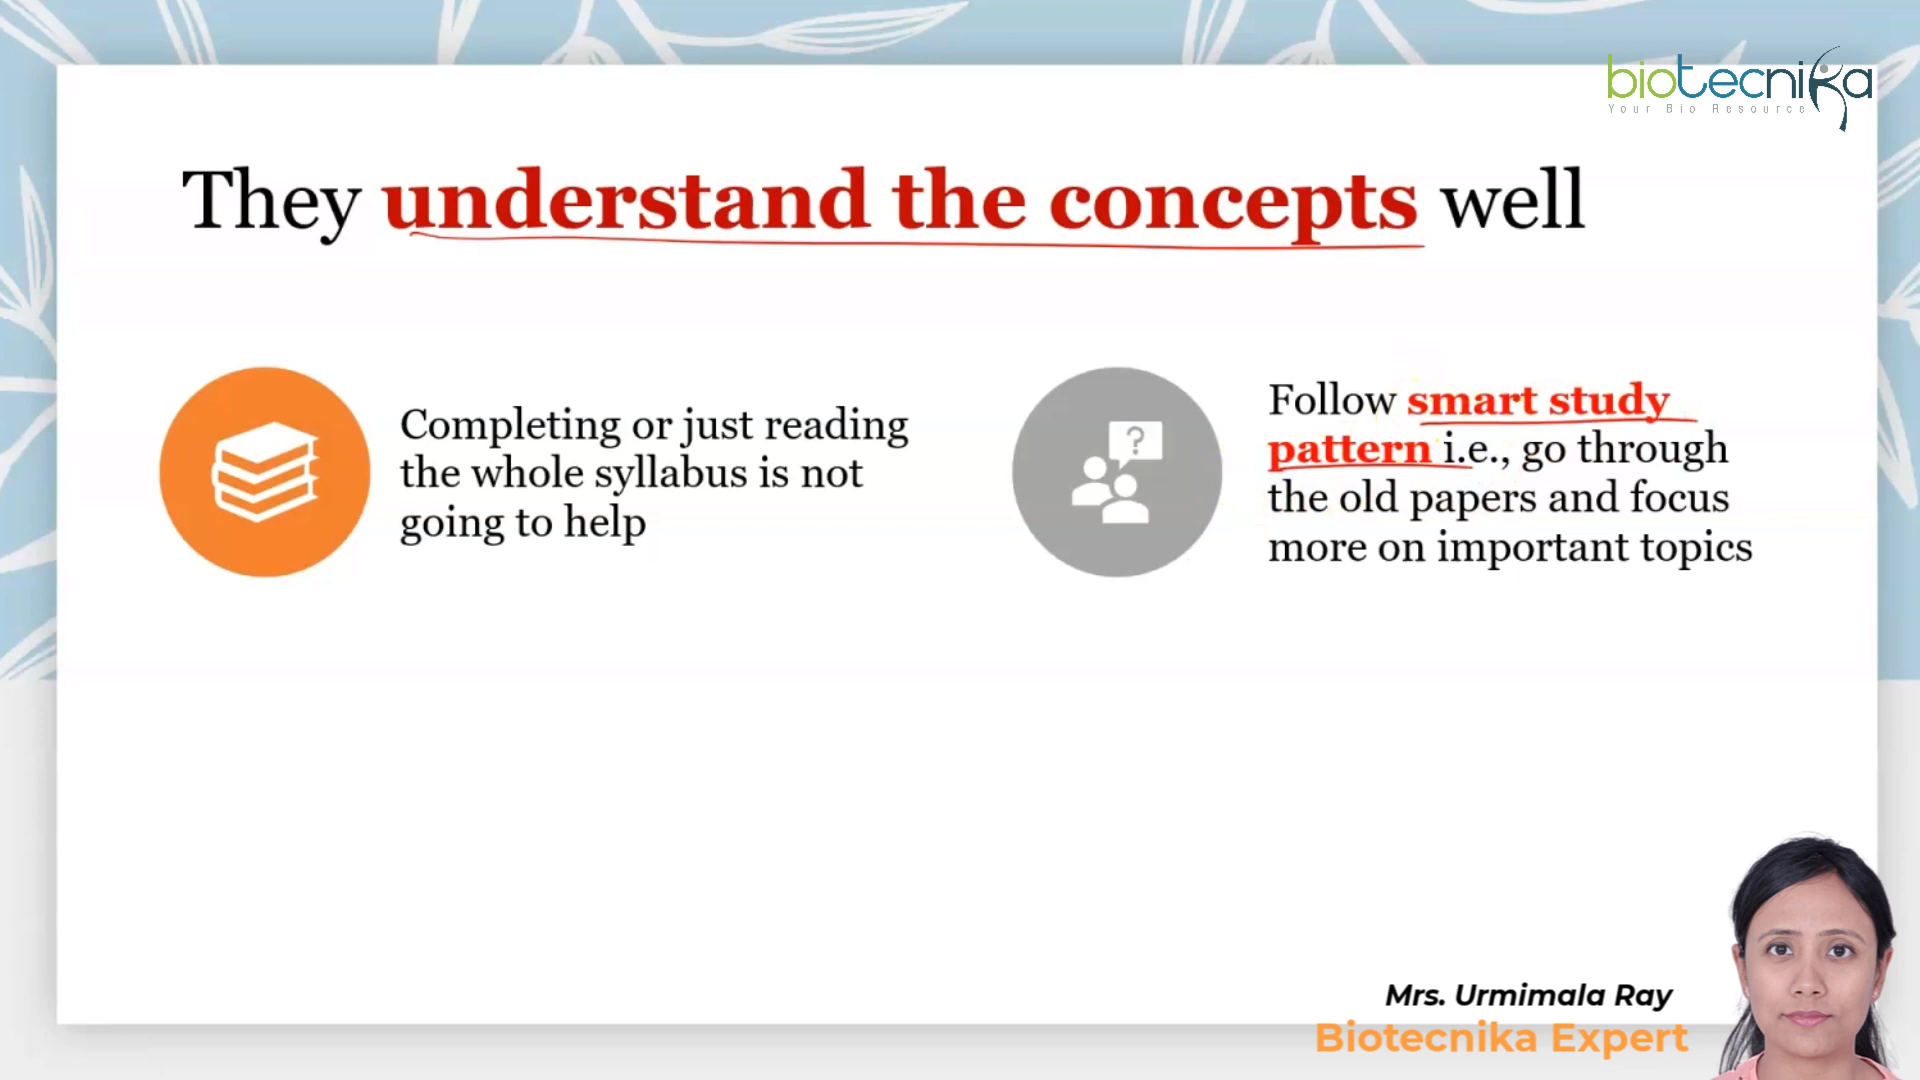 biotecnika
Your Bio Resource
They understand the concepts well
Completing or just reading
the whole syllabus is not
going to help
?
Follow smart study
pattern i.e., go through
the old papers and focus
more on important topics
Mrs. Urmimala Ray
Biotecnika Expert